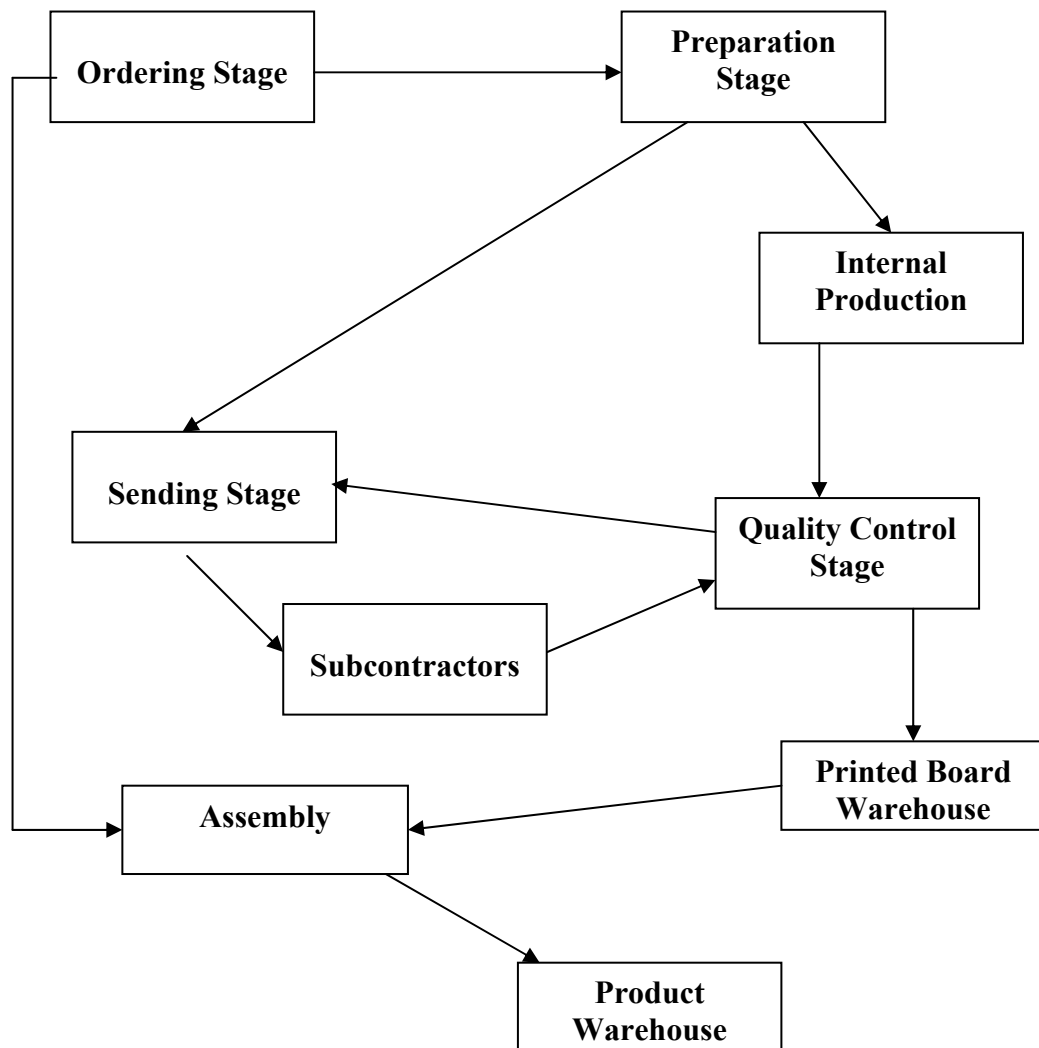 Ordering Stage
Preparation
Stage
Internal
Production
Sending Stage
Quality Control
Stage
Subcontractors
Printed Board
Warehouse
Assembly
Product
Warehouse